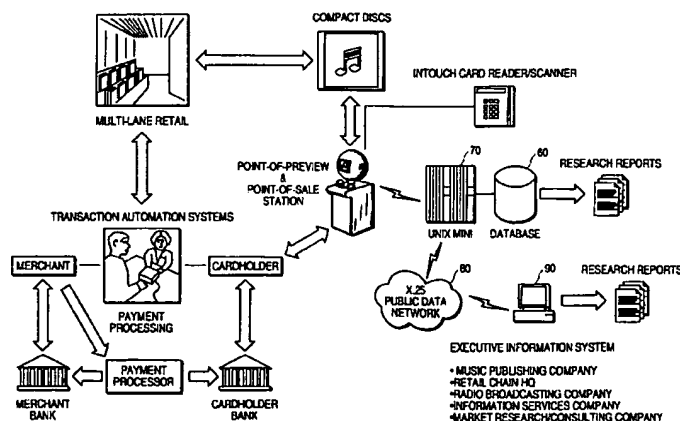 COMPACT DISCS
INTOUCH CARD READER/SCANNER
MULTI-LANE RETAIL
POINT-OF-PREVIEW
&
POINT-OF-SALE
STATION
70
60
RESEARCH REPORTS
UNIX MINI
DATABASE
TRANSACTION AUTOMATION SYSTEMS
MERCHANT
CARDHOLDER
PAYMENT
PROCESSING
80
X.25
PUBLIC DATA
NETWORK
90
RESEARCH REPORTS
PAYMENT
PROCESSOR
MERCHANT
BANK
CARDHOLDER
BANK
EXECUTIVE INFORMATION SYSTEM
•MUSIC PUBLISHING COMPANY
•RETAIL CHAIN HQ
•RADIO BROADCASTING COMPANY
•INFORMATION SERVICES COMPANY
•MARKET RESEARCH/CONSULTING COMPANY